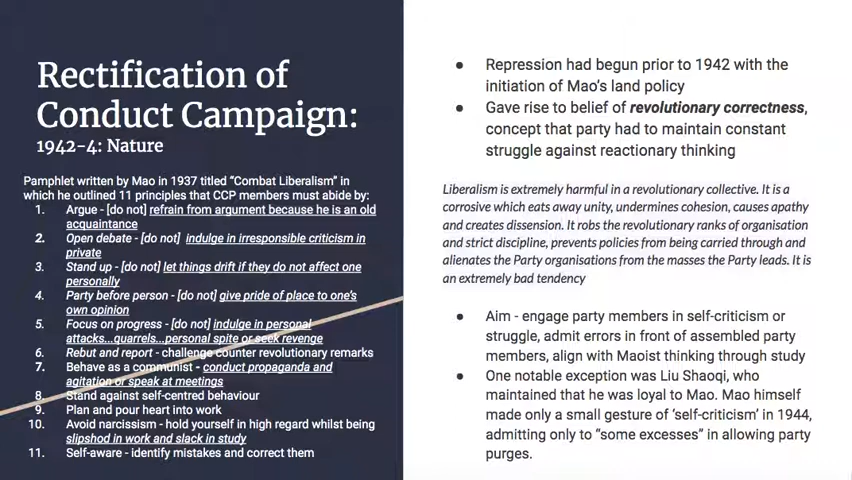 Rectification of
Conduct Campaign:
1942-4: Nature
Pamphlet written by Mao in 1937 titled “Combat Liberalism” in
which he outlined 11 principles that CCP members must abide by:
1. Argue - [do not] refrain from argument because he is an old
acquaintance
2. Open debate - [do not] indulge in irresponsible criticism in
private
3. Stand up - [do not] let things drift if they do not affect one
personally
4. Party before person - [do not] give pride of place to one's
own opinion
5. Focus on progress - [do not] indulge in personal
attacks...quarrels...personal spite or seek revenge
6. Rebut and report - challenge counter revolutionary remarks
7. Behave as a communist - conduct propaganda and
agitation or speak at meetings
8. Stand against self-centred behaviour
9. Plan and pour heart into work
10. Avoid narcissism - hold yourself in high regard whilst being
slipshod in work and slack in study
11. Self-aware - identify mistakes and correct them
● Repression had begun prior to 1942 with the
initiation of Mao's land policy
● Gave rise to belief of revolutionary correctness,
concept that party had to maintain constant
struggle against reactionary thinking
Liberalism is extremely harmful in a revolutionary collective. It is a
corrosive which eats away unity, undermines cohesion, causes apathy
and creates dissension. It robs the revolutionary ranks of organisation
and strict discipline, prevents policies from being carried through and
alienates the Party organisations from the masses the Party leads. It is
an extremely bad tendency
● Aim - engage party members in self-criticism or
struggle, admit errors in front of assembled party
members, align with Maoist thinking through study
● One notable exception was Liu Shaoqi, who
maintained that he was loyal to Mao. Mao himself
made only a small gesture of 'self-criticism' in 1944,
admitting only to “some excesses” in allowing party
purges.